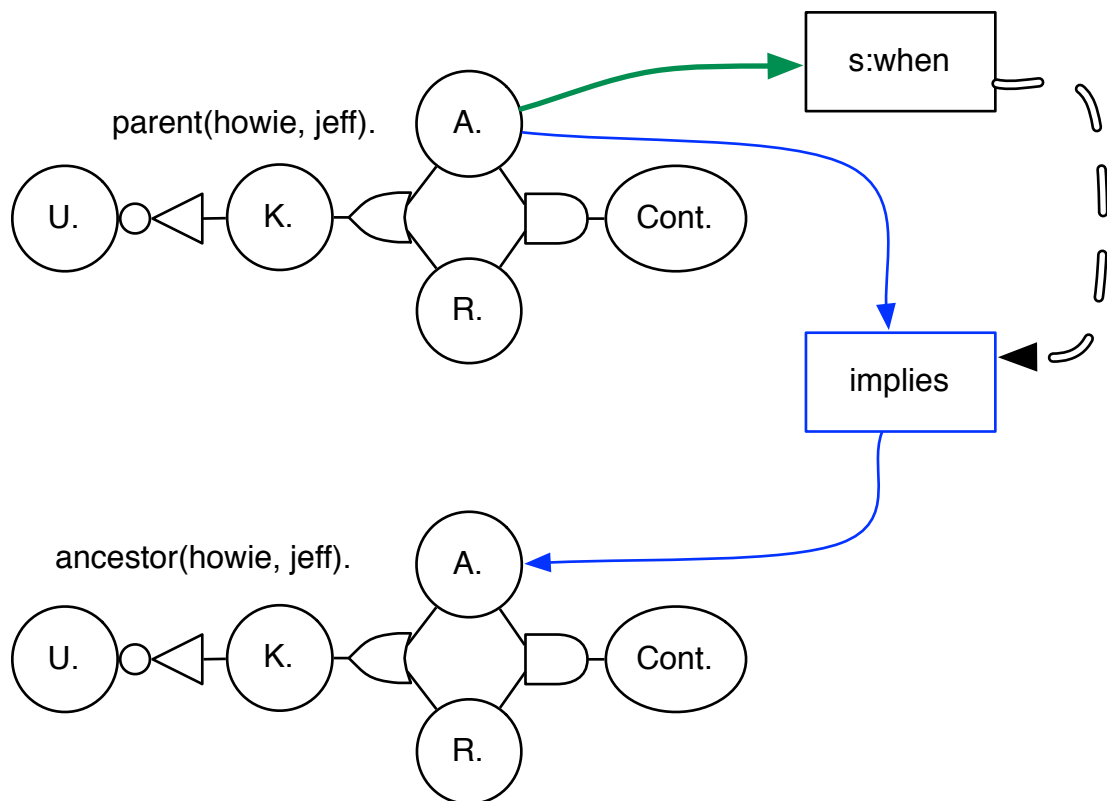 s:when
parent(howie, jeff).
A.
U.
K.
Cont.
R.
implies
ancestor(howie, jeff).
A.
U.
K.
Cont.
R.